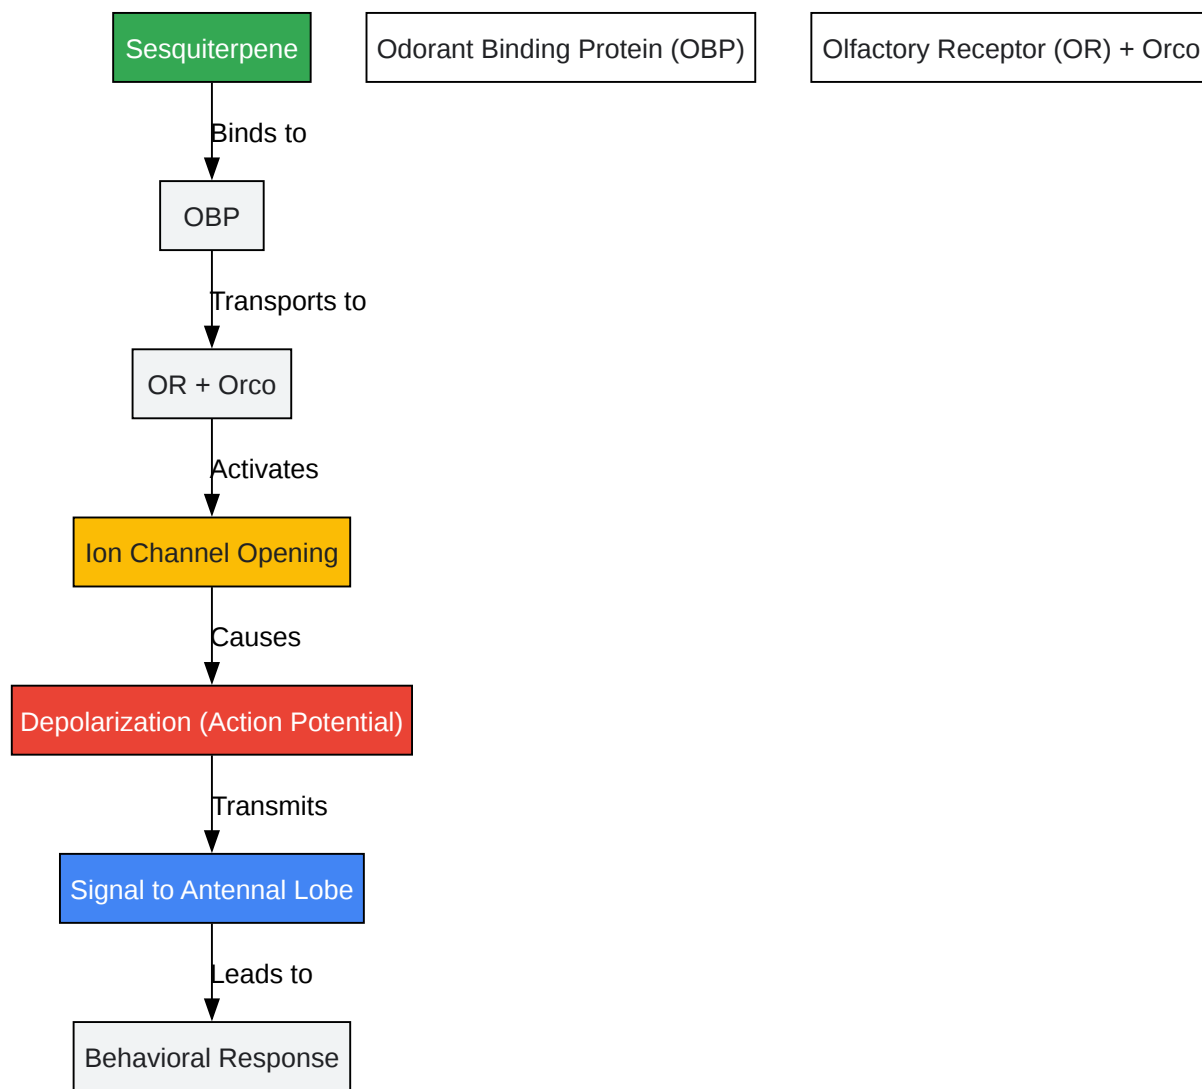 Sesquiterpene
Odorant Binding Protein (OBP)
Olfactory Receptor (OR) + Orco
Binds to
OBP
Transports to
OR + Orco
Activates
Ion Channel Opening
Causes
Depolarization (Action Potential)
Transmits
Signal to Antennal Lobe
Leads to
Behavioral Response